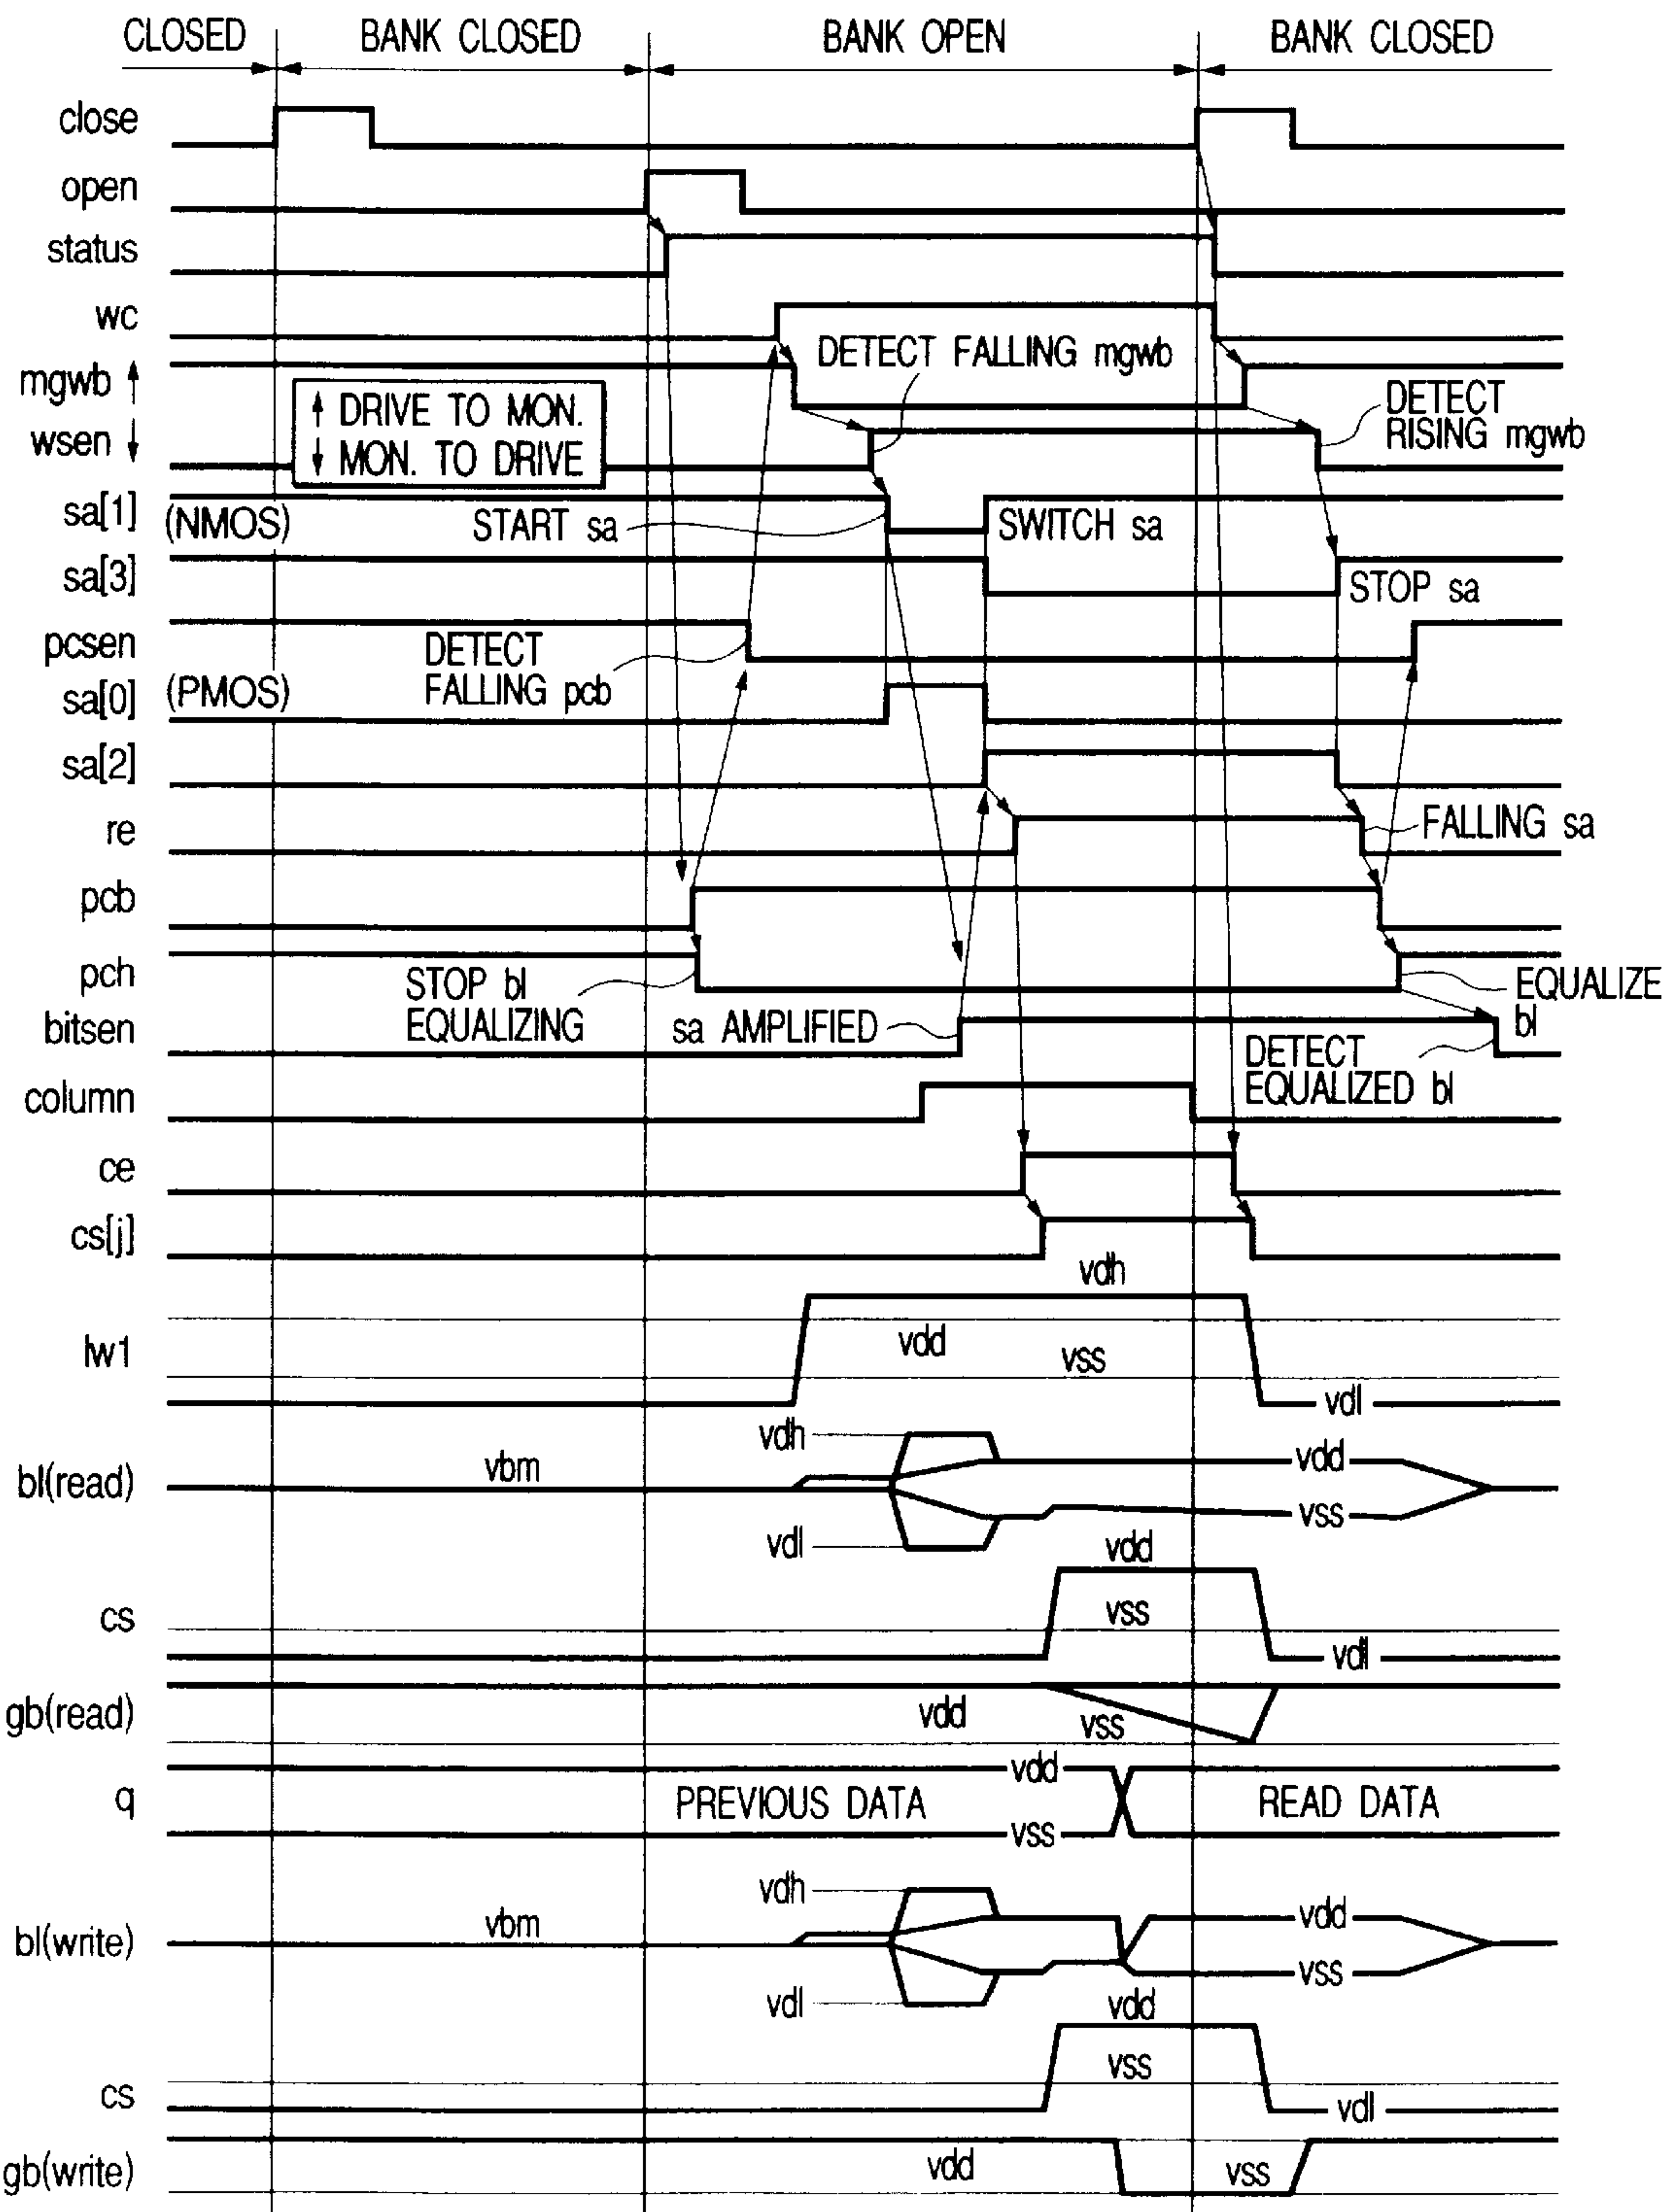 CLOSED BANK CLOSED BANK OPEN BANK CLOSED
close
open
status
wc
DETECT FALLING mgwb
mgwb ↑
↑ DRIVE TO MON.
DETECT
RISING mgwb
wsen ↓
↓ MON. TO DRIVE
sa[1] (NMOS) START sa SWITCH sa
sa[3] STOP sa
pcsen DETECT
FALLING pcb
sa[0] (PMOS)
sa[2]
re FALLING sa
pcb
pch STOP bl
EQUALIZING
EQUALIZE
bl
bitsen sa AMPLIFIED DETECT
EQUALIZED bl
column
ce
cs[j]
vdh
lw1 vdd vss
vdl
vdh
bl(read) vbm vdd
vss
vdl
vdd
cs vss
vdl
gb(read) vdd vss
vdd
q PREVIOUS DATA READ DATA
vss
vdh
bl(write) vbm vdd
vss
vdl
vdd
cs vss
vdl
gb(write) vdd vss